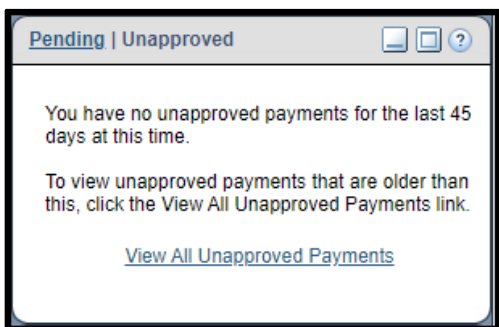 Pending | Unapproved
?
You have no unapproved payments for the last 45
days at this time.
To view unapproved payments that are older than
this, click the View All Unapproved Payments link.
View All Unapproved Payments